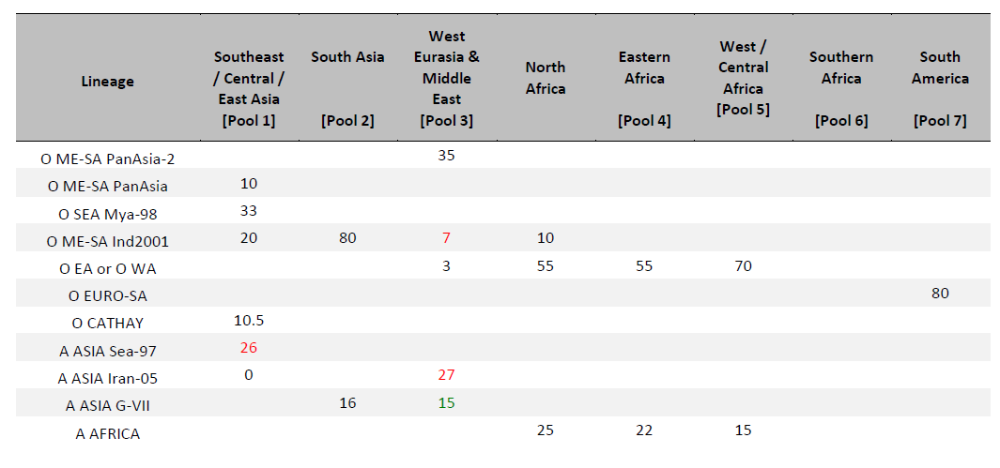 Lineage
Southeast / Central / East Asia [Pool 1]
South Asia [Pool 2]
West Eurasia & Middle East [Pool 3]
North Africa
Eastern Africa [Pool 4]
West / Central Africa [Pool 5]
Southern Africa [Pool 6]
South America [Pool 7]
O ME-SA PanAsia-2 35
O ME-SA PanAsia 10
O SEA Mya-98 33
O ME-SA Ind2001 20 80 7 10
O EA or O WA 3 55 55 70
O EURO-SA 80
O CATHAY 10.5
A ASIA Sea-97 26
A ASIA Iran-05 0 27
A ASIA G-VII 16 15
A AFRICA 25 22 15